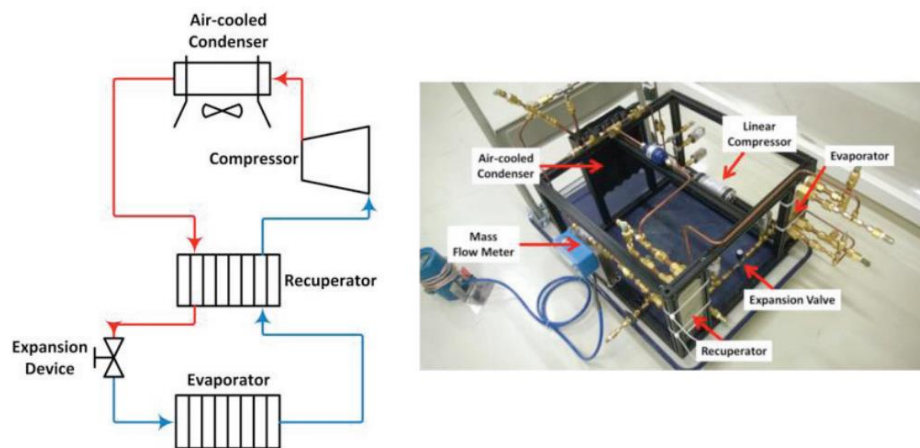 Air-cooled
Condenser
Compressor
Recuperator
Expansion
Device
Evaporator
Linear
Compressor
Air-cooled
Condenser
Evaporator
Mass
Flow Meter
Expansion Valve
Recuperator